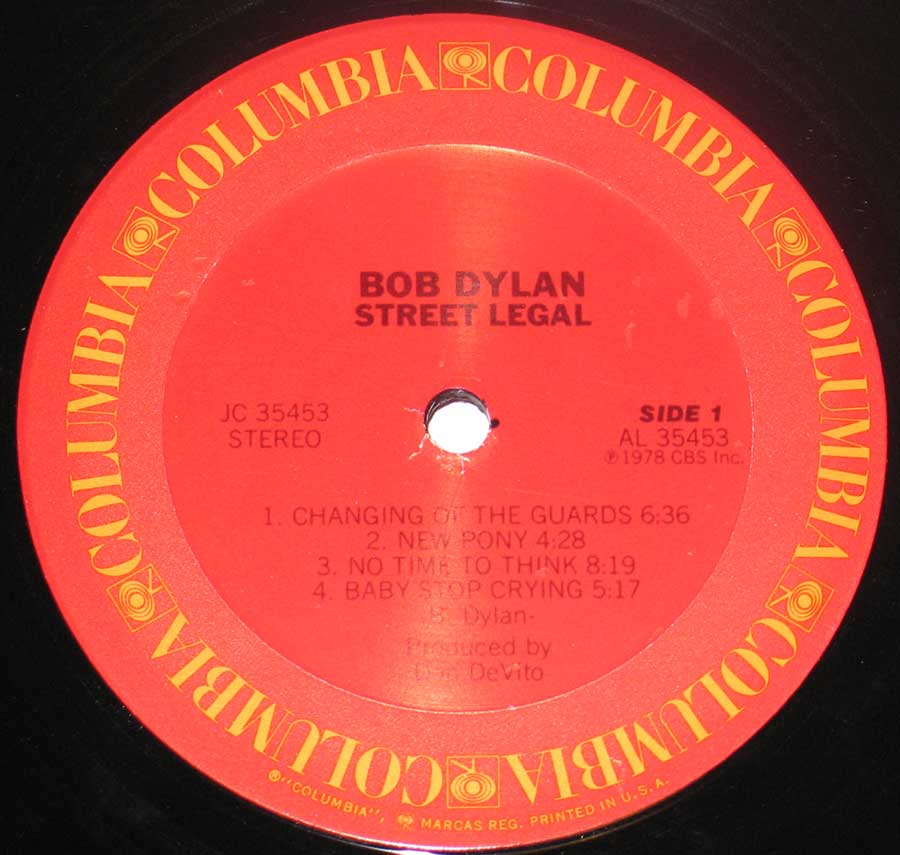 COLUMBIA COLUMBIA COLUMBIA COLUMBIA COLUMBIA COLUMBIA
BOB DYLAN
STREET LEGAL
JC 35453
STEREO
SIDE 1
AL 35453
℗1978 CBS Inc.
1. CHANGING OF THE GUARDS 6:36
2. NEW PONY 4:28
3. NO TIME TO THINK 8:19
4. BABY STOP CRYING 5:17
-B. Dylan-
Produced by
Don DeVito
®"COLUMBIA", MARCAS REG. PRINTED IN U.S.A.